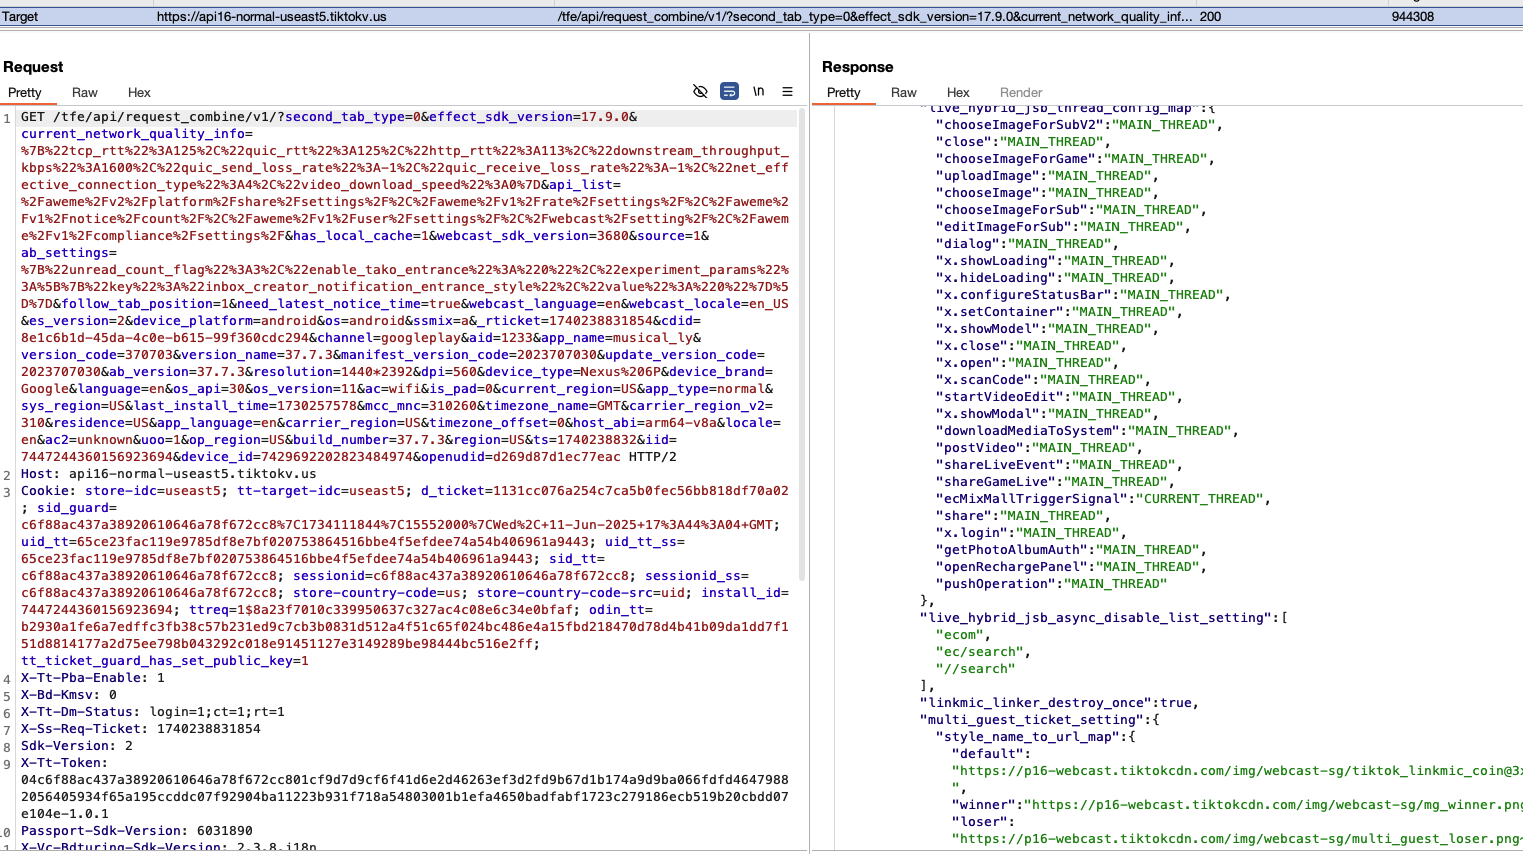 Target https://api16-normal-useast5.tiktokv.us /tfe/api/request_combine/v1/?second_tab_type=0&effect_sdk_version=17.9.0&current_network_quality_inf... 200 944308
Request
Pretty Raw Hex \n
1 GET /tfe/api/request_combine/v1/?second_tab_type=0&effect_sdk_version=17.9.0&
current_network_quality_info=
%7B%22tcp_rtt%22%3A125%2C%22quic_rtt%22%3A125%2C%22http_rtt%22%3A113%2C%22downstream_throughput_
kbps%22%3A1600%2C%22quic_send_loss_rate%22%3A-1%2C%22quic_receive_loss_rate%22%3A-1%2C%22net_eff
ective_connection_type%22%3A4%2C%22video_download_speed%22%3A0%7D&api_list=
%2Faweme%2Fv2%2Fplatform%2Fshare%2Fsettings%2F%2C%2Faweme%2Fv1%2Frate%2Fsettings%2F%2C%2Faweme%2
Fv1%2Fnotice%2Fcount%2F%2C%2Faweme%2Fv1%2Fuser%2Fsettings%2F%2C%2Fwebcast%2Fsetting%2F%2C%2Fawem
e%2Fv1%2Fcompliance%2Fsettings%2F&has_local_cache=1&webcast_sdk_version=3680&source=1&
ab_settings=
%7B%22unread_count_flag%22%3A3%2C%22enable_tako_entrance%22%3A%220%22%2C%22experiment_params%22%
3A%5B%7B%22key%22%3A%22inbox_creator_notification_entrance_style%22%2C%22value%22%3A%220%22%7D%5
D%7D&follow_tab_position=1&need_latest_notice_time=true&webcast_language=en&webcast_locale=en_US
&es_version=2&device_platform=android&os=android&ssmix=a&_rticket=1740238831854&cdid=
8e1c6b1d-45da-4c0e-b615-99f360cdc294&channel=googleplay&aid=1233&app_name=musical_ly&
version_code=370703&version_name=37.7.3&manifest_version_code=2023707030&update_version_code=
2023707030&ab_version=37.7.3&resolution=1440*2392&dpi=560&device_type=Nexus%206P&device_brand=
Google&language=en&os_api=30&os_version=11&ac=wifi&is_pad=0&current_region=US&app_type=normal&
sys_region=US&last_install_time=1730257578&mcc_mnc=310260&timezone_name=GMT&carrier_region_v2=
310&residence=US&app_language=en&carrier_region=US&timezone_offset=0&host_abi=arm64-v8a&locale=
en&ac2=unknown&uoo=1&op_region=US&build_number=37.7.3&region=US&ts=1740238832&iid=
7447244360156923694&device_id=7429692202823484974&openudid=d269d87d1ec77eac HTTP/2
2 Host: api16-normal-useast5.tiktokv.us
3 Cookie: store-idc=useast5; tt-target-idc=useast5; d_ticket=1131cc076a254c7ca5b0fec56bb818df70a02
; sid_guard=
c6f88ac437a38920610646a78f672cc8%7C1734111844%7C15552000%7CWed%2C+11-Jun-2025+17%3A44%3A04+GMT;
uid_tt=65ce23fac119e9785df8e7bf020753864516bbe4f5efdee74a54b406961a9443; uid_tt_ss=
65ce23fac119e9785df8e7bf020753864516bbe4f5efdee74a54b406961a9443; sid_tt=
c6f88ac437a38920610646a78f672cc8; sessionid=c6f88ac437a38920610646a78f672cc8; sessionid_ss=
c6f88ac437a38920610646a78f672cc8; store-country-code=us; store-country-code-src=uid; install_id=
7447244360156923694; ttreq=1$8a23f7010c339950637c327ac4c08e6c34e0bfaf; odin_tt=
b2930a1fe6a7edffc3fb38c57b231ed9c7cb3b0831d512a4f51c65f024bc486e4a15fbd218470d78d4b41b09da1dd7f1
51d8814177a2d75ee798b043292c018e91451127e3149289be98444bc516e2ff;
tt_ticket_guard_has_set_public_key=1
4 X-Tt-Pba-Enable: 1
5 X-Bd-Kmsv: 0
6 X-Tt-Dm-Status: login=1;ct=1;rt=1
7 X-Ss-Req-Ticket: 1740238831854
8 Sdk-Version: 2
9 X-Tt-Token:
04c6f88ac437a38920610646a78f672cc801cf9d7d9cf6f41d6e2d46263ef3d2fd9b67d1b174a9d9ba066fdfd4647988
2056405934f65a195ccddc07f92904ba11223b931f718a54803001b1efa4650badfabf1723c279186ecb519b20cbdd07
e104e-1.0.1
Passport-Sdk-Version: 6031890
X-Vc-Bdturing-Sdk-Version: 2.3.8.i18n
Response
Pretty Raw Hex Render
"live_hybrid_jsb_thread_config_map":{
"chooseImageForSubV2":"MAIN_THREAD",
"close":"MAIN_THREAD",
"chooseImageForGame":"MAIN_THREAD",
"uploadImage":"MAIN_THREAD",
"chooseImage":"MAIN_THREAD",
"chooseImageForSub":"MAIN_THREAD",
"editImageForSub":"MAIN_THREAD",
"dialog":"MAIN_THREAD",
"x.showLoading":"MAIN_THREAD",
"x.hideLoading":"MAIN_THREAD",
"x.configureStatusBar":"MAIN_THREAD",
"x.setContainer":"MAIN_THREAD",
"x.showModel":"MAIN_THREAD",
"x.close":"MAIN_THREAD",
"x.open":"MAIN_THREAD",
"x.scanCode":"MAIN_THREAD",
"startVideoEdit":"MAIN_THREAD",
"x.showModal":"MAIN_THREAD",
"downloadMediaToSystem":"MAIN_THREAD",
"postVideo":"MAIN_THREAD",
"shareLiveEvent":"MAIN_THREAD",
"shareGameLive":"MAIN_THREAD",
"ecMixMallTriggerSignal":"CURRENT_THREAD",
"share":"MAIN_THREAD",
"x.login":"MAIN_THREAD",
"getPhotoAlbumAuth":"MAIN_THREAD",
"openRechargePanel":"MAIN_THREAD",
"pushOperation":"MAIN_THREAD"
},
"live_hybrid_jsb_async_disable_list_setting":[
"ecom",
"ec/search",
"//search"
],
"linkmic_linker_destroy_once":true,
"multi_guest_ticket_setting":{
"style_name_to_url_map":{
"default":
"https://p16-webcast.tiktokcdn.com/img/webcast-sg/tiktok_linkmic_coin@3x
",
"winner":"https://p16-webcast.tiktokcdn.com/img/webcast-sg/mg_winner.png
"loser":
"https://p16-webcast.tiktokcdn.com/img/webcast-sg/multi_guest_loser.png~